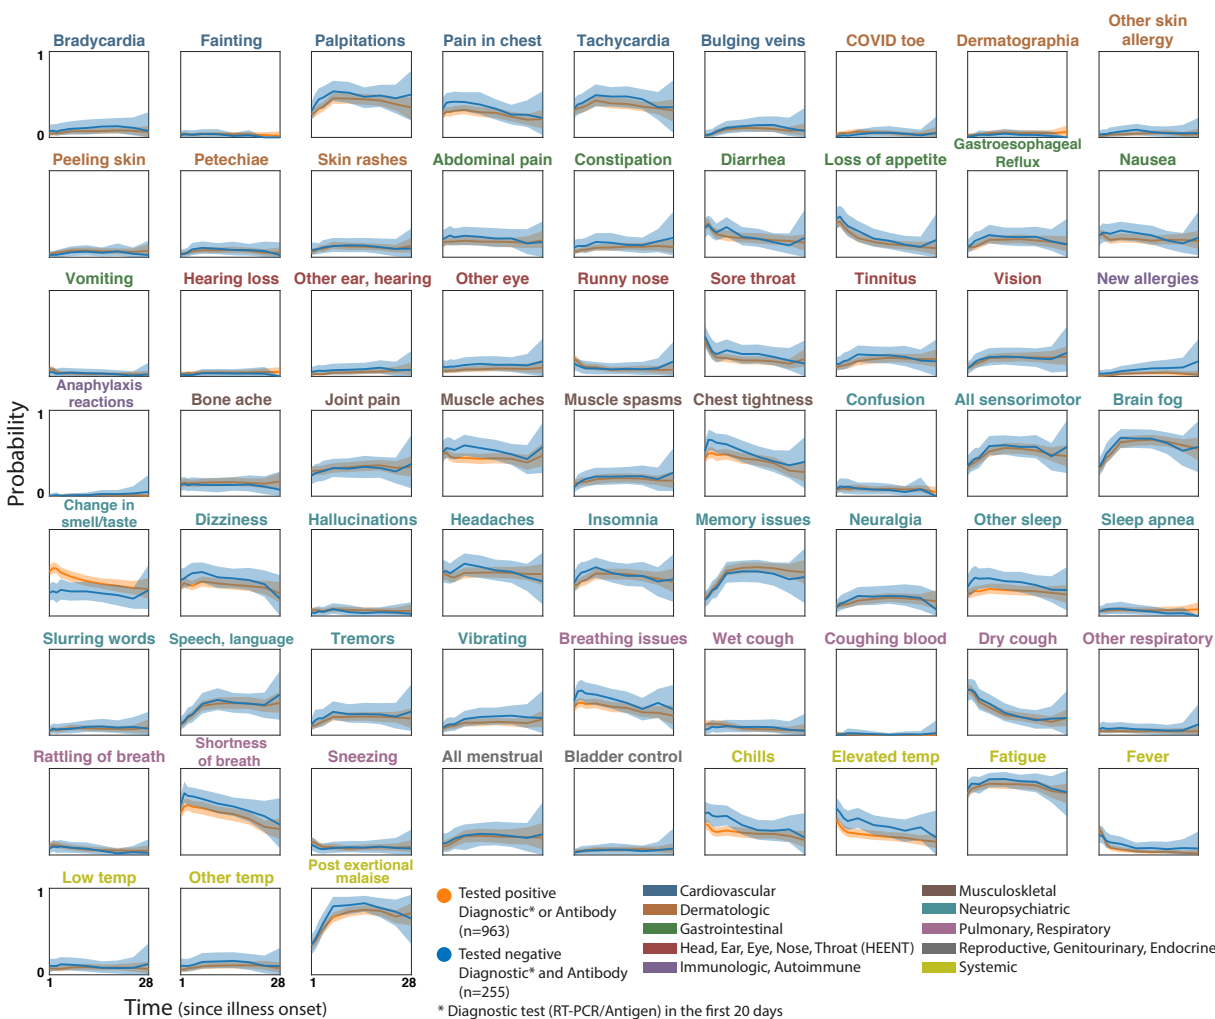 Other skin
allergy
Bradycardia Fainting Palpitations Pain in chest Tachycardia Bulging veins COVID toe Dermatographia
1
0
Peeling skin Petechiae Skin rashes Abdominal pain Constipation Diarrhea Loss of appetite Gastroesophageal
Reflux Nausea
Vomiting Hearing loss Other ear, hearing Other eye Runny nose Sore throat Tinnitus Vision New allergies
Anaphylaxis
reactions Bone ache Joint pain Muscle aches Muscle spasms Chest tightness Confusion All sensorimotor Brain fog
1
0
Probability
Change in
smell/taste Dizziness Hallucinations Headaches Insomnia Memory issues Neuralgia Other sleep Sleep apnea
Slurring words Speech, language Tremors Vibrating Breathing issues Wet cough Coughing blood Dry cough Other respiratory
Rattling of breath Shortness
of breath Sneezing All menstrual Bladder control Chills Elevated temp Fatigue Fever
Low temp Other temp Post exertional
malaise
1
0
1 28 1 28 1 28
Time (since illness onset)
Tested positive
Diagnostic* or Antibody
(n=963)
Tested negative
Diagnostic* and Antibody
(n=255)
* Diagnostic test (RT-PCR/Antigen) in the first 20 days
Cardiovascular
Dermatologic
Gastrointestinal
Head, Ear, Eye, Nose, Throat (HEENT)
Immunologic, Autoimmune
Musculoskletal
Neuropsychiatric
Pulmonary, Respiratory
Reproductive, Genitourinary, Endocrine
Systemic